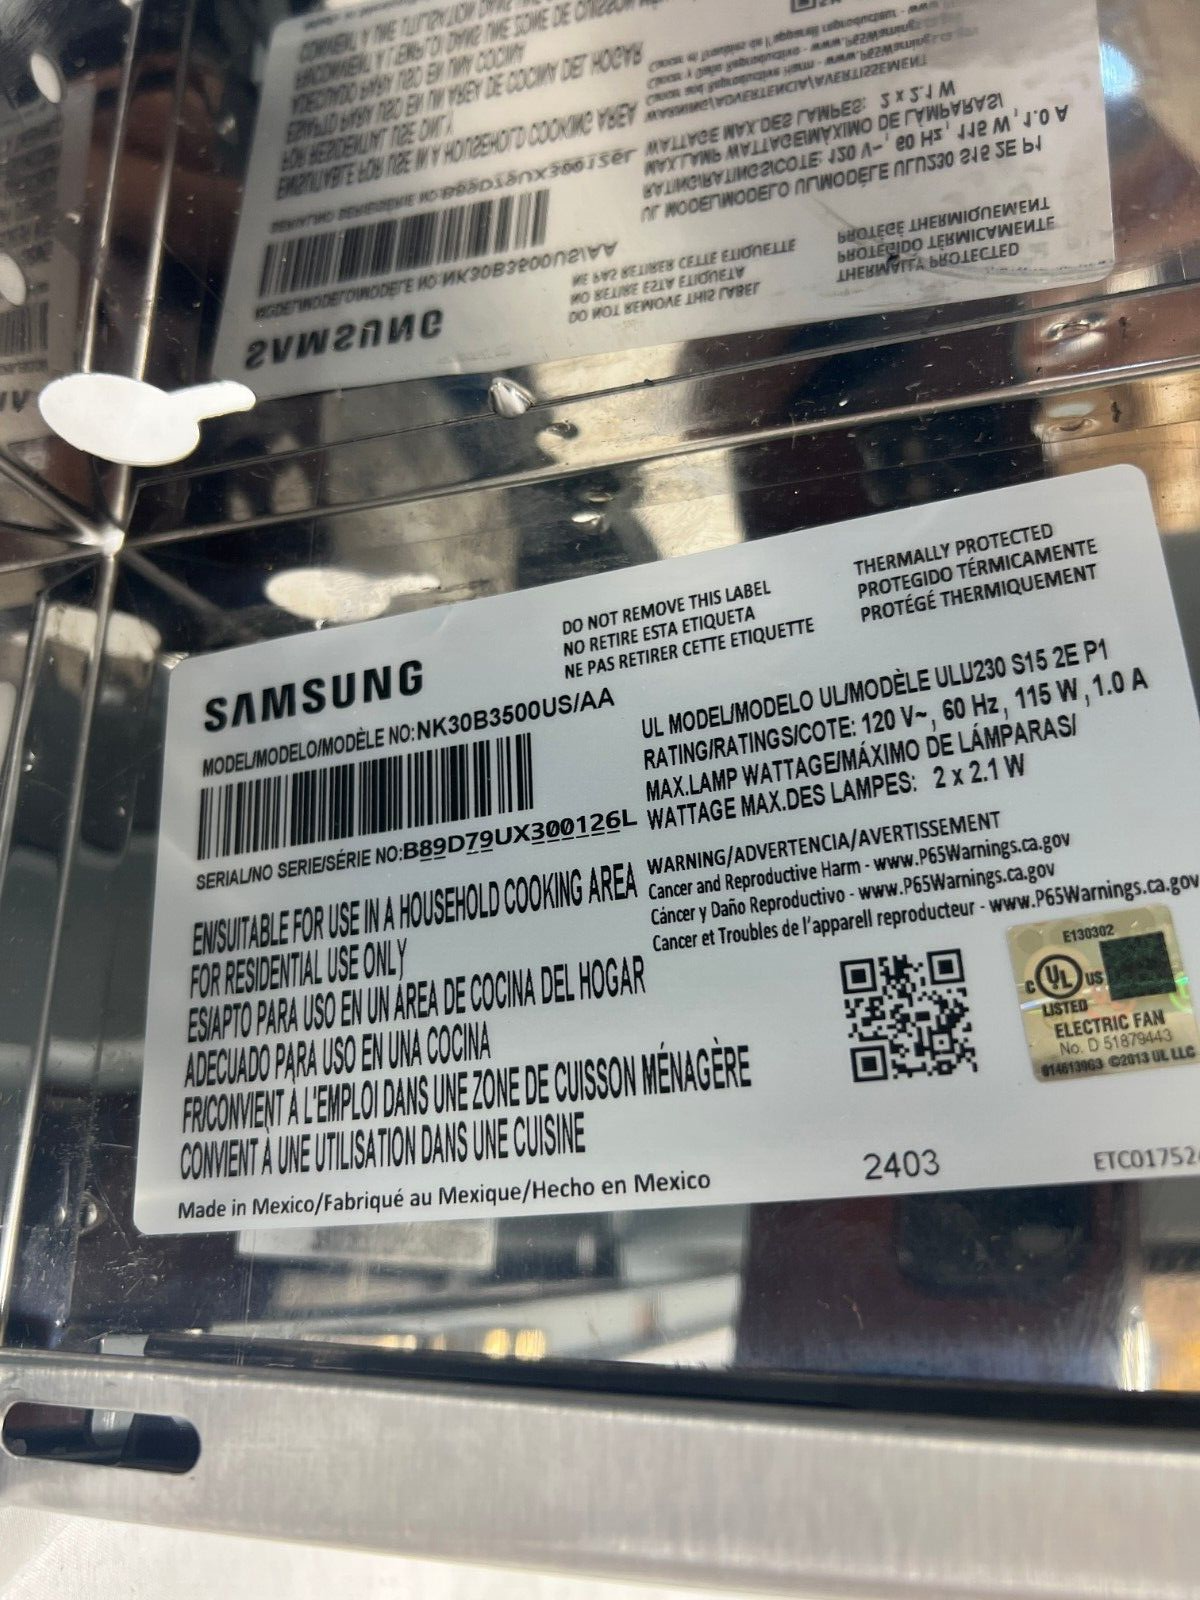 SAMSUNG
DO NOT REMOVE THIS LABEL
NO RETIRE ESTA ETIQUETA
NE PAS RETIRER CETTE ETIQUETTE
THERMALLY PROTECTED
PROTEGIDO TÉRMICAMENTE
PROTÉGÉ THERMIQUEMENT
MODEL/MODELO/MODÈLE NO:NK30B3500US/AA
SERIAL/NO SERIE/SÉRIE NO:B89D79UX300126L
UL MODEL/MODELO UL/MODÈLE ULU230 S15 2E P1
RATING/RATINGS/COTE: 120 V~, 60 Hz, 115 W, 1.0 A
MAX.LAMP WATTAGE/MÁXIMO DE LÁMPARAS/
WATTAGE MAX.DES LAMPES: 2 x 2.1 W
WARNING/ADVERTENCIA/AVERTISSEMENT
Cancer and Reproductive Harm - www.P65Warnings.ca.gov
Cáncer y Daño Reproductivo - www.P65Warnings.ca.gov
Cancer et Troubles de l'appareil reproducteur - www.P65Warnings.ca.gov
EN/SUITABLE FOR USE IN A HOUSEHOLD COOKING AREA
FOR RESIDENTIAL USE ONLY
ES/APTO PARA USO EN UN ÁREA DE COCINA DEL HOGAR
ADECUADO PARA USO EN UNA COCINA
FR/CONVIENT À L'EMPLOI DANS UNE ZONE DE CUISSON MÉNAGÈRE
CONVIENT À UNE UTILISATION DANS UNE CUISINE
Made in Mexico/Fabriqué au Mexique/Hecho en Mexico
E130302
C UL US
LISTED
ELECTRIC FAN
No. D 51879443
©2013 UL LLC
2403